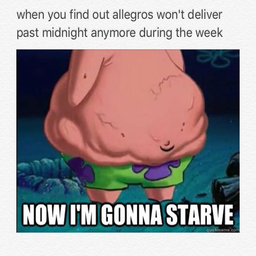 when you find out allegros won't deliver
past midnight anymore during the week
NOW I'M GONNA STARVE